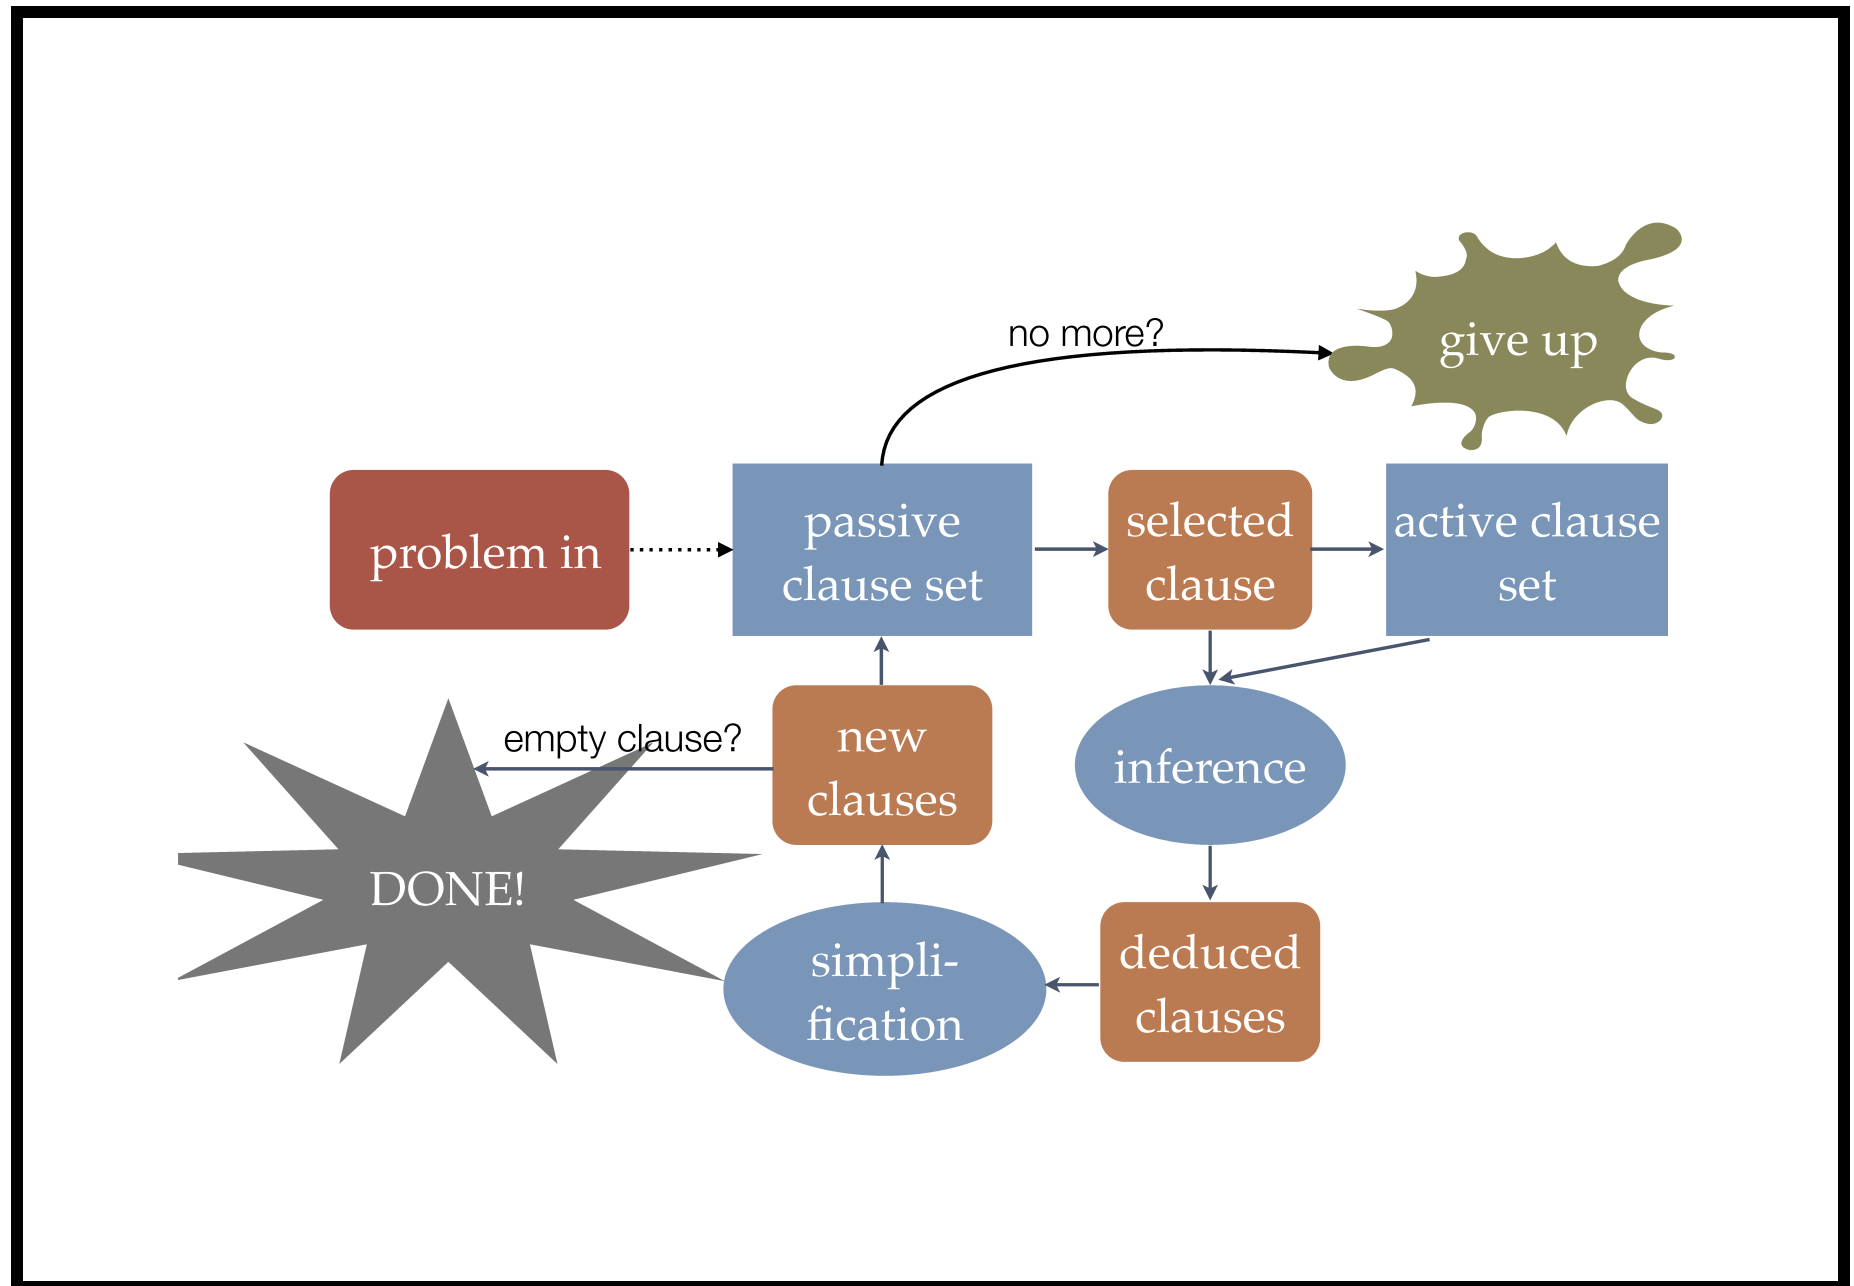 no more?
give up
problem in
passive
clause set
selected
clause
active clause
set
empty clause?
new
clauses
inference
DONE!
simpli-
fication
deduced
clauses